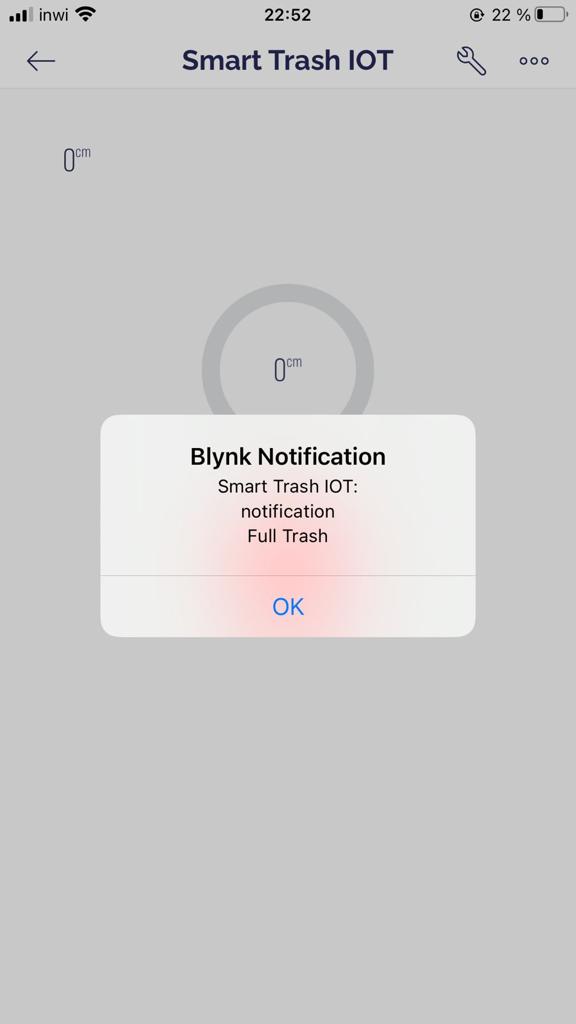 inwi 22:52 22 %
Smart Trash IOT
0cm
0cm
Blynk Notification
Smart Trash IOT:
notification
Full Trash
OK